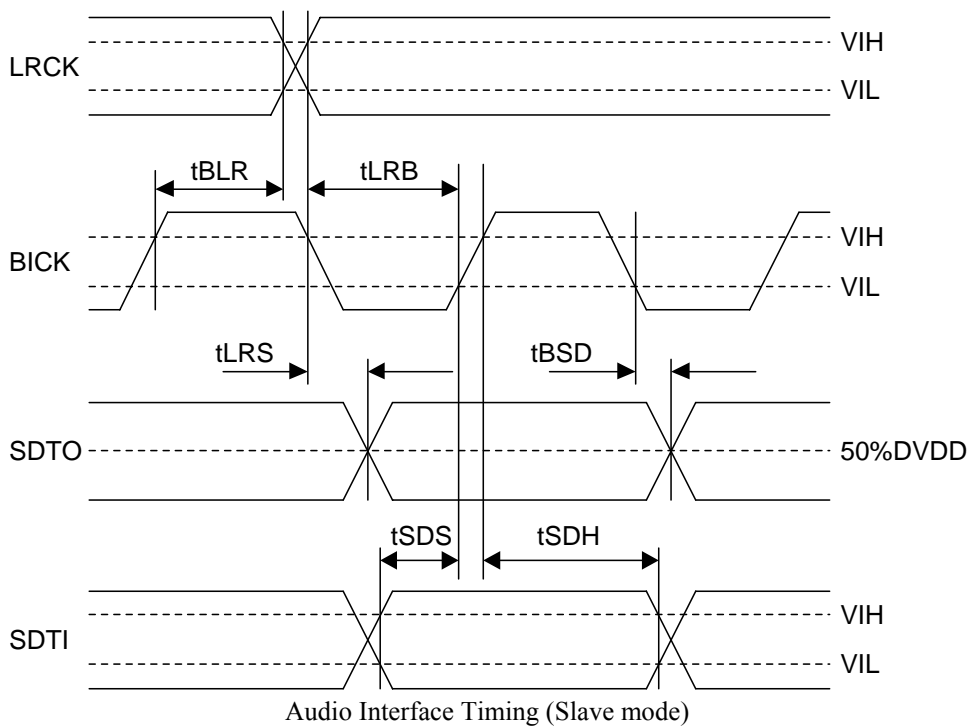 LRCK
VIH
VIL
tBLR
tLRB
BICK
VIH
VIL
tLRS
tBSD
SDTO
50%DVDD
tSDS
tSDH
SDTI
VIH
VIL
Audio Interface Timing (Slave mode)